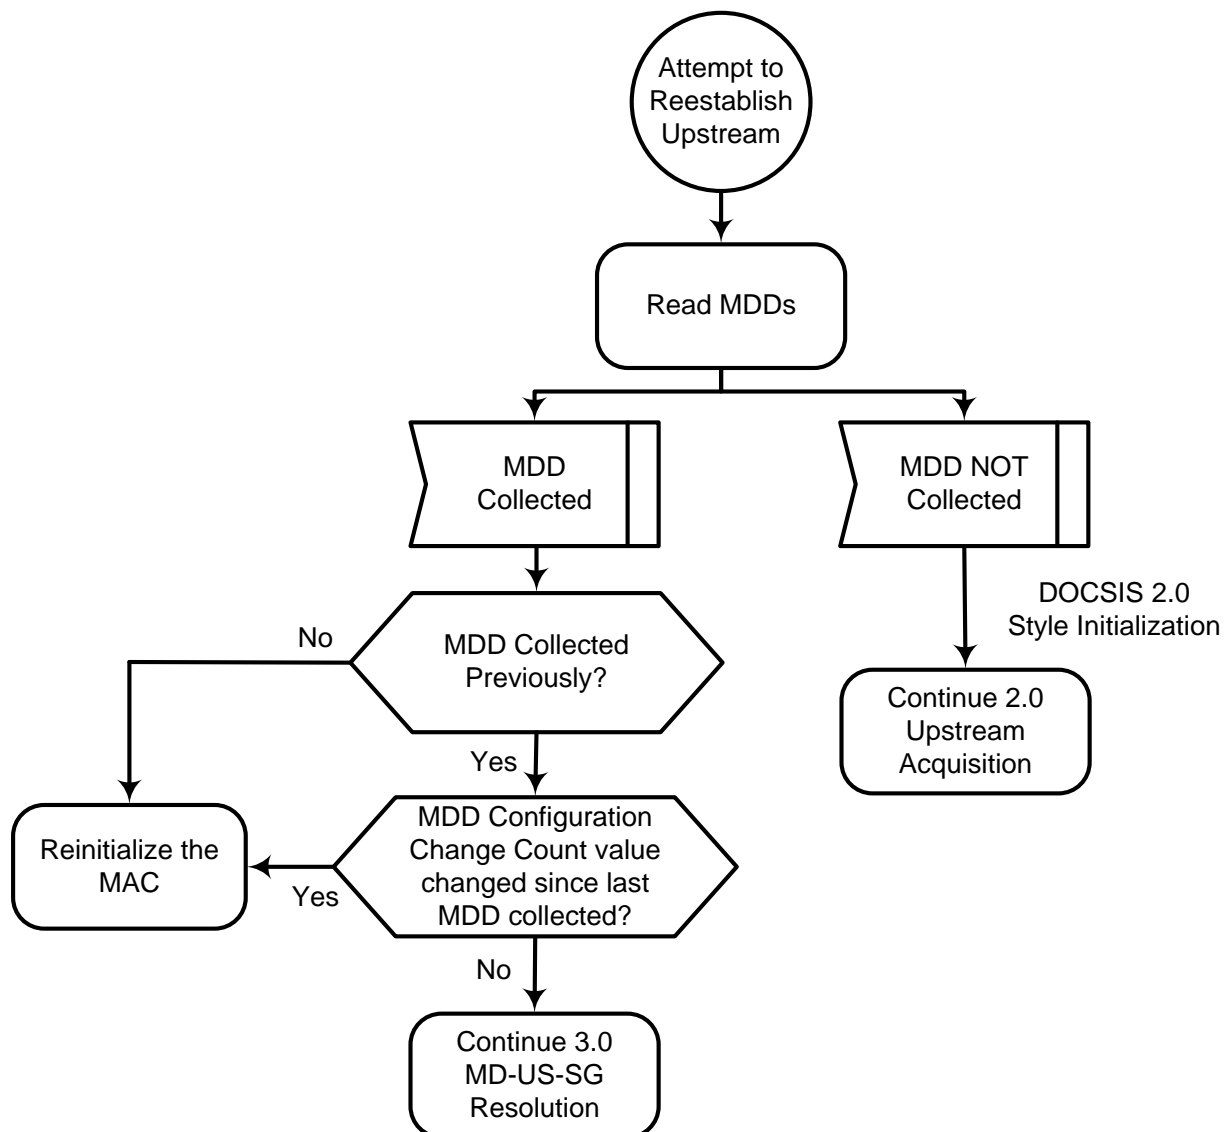 Attempt to
Reestablish
Upstream
Read MDDs
MDD
Collected
MDD NOT
Collected
DOCSIS 2.0
Style Initialization
No
MDD Collected
Previously?
Continue 2.0
Upstream
Acquisition
Yes
MDD Configuration
Change Count value
changed since last
MDD collected?
Reinitialize the
MAC
Yes
No
Continue 3.0
MD-US-SG
Resolution